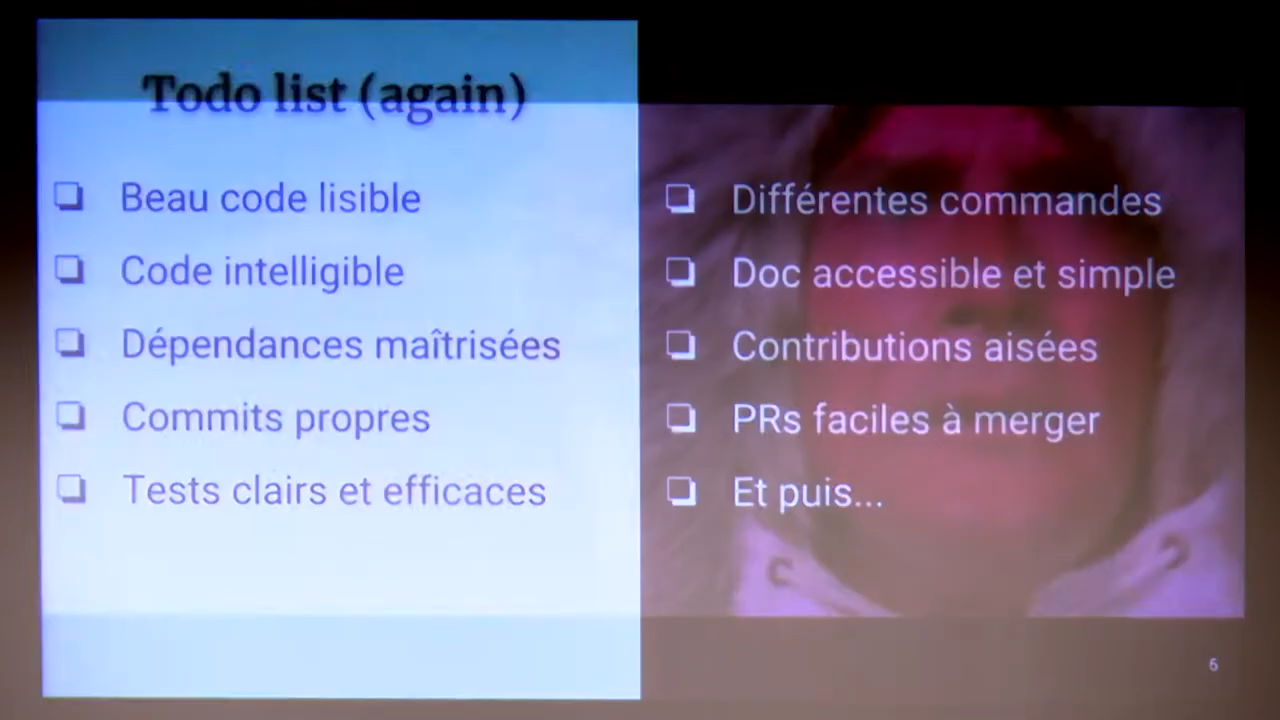 Todo list (again)
Beau code lisible
Code intelligible
Dépendances maîtrisées
Commits propres
Tests clairs et efficaces
Différentes commandes
Doc accessible et simple
Contributions aisées
PRs faciles à merger
Et puis...
6